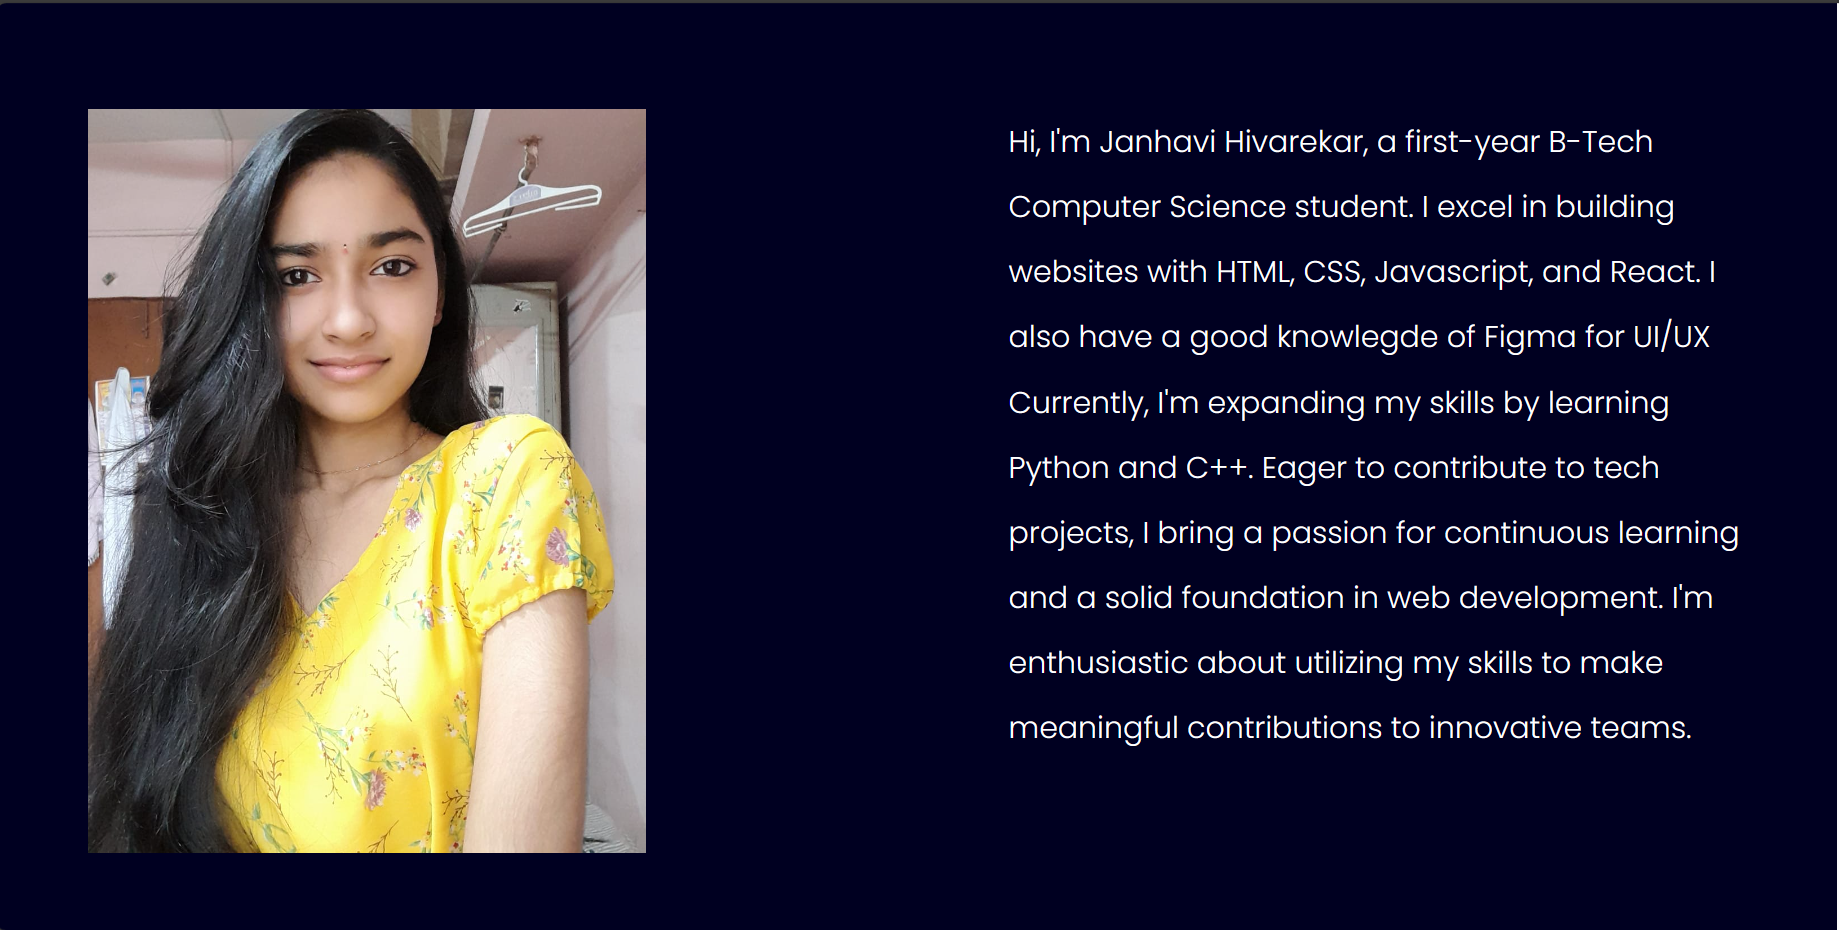 Hi, I'm Janhavi Hivarekar, a first-year B-Tech
Computer Science student. I excel in building
websites with HTML, CSS, Javascript, and React. I
also have a good knowlegde of Figma for UI/UX
Currently, I'm expanding my skills by learning
Python and C++. Eager to contribute to tech
projects, I bring a passion for continuous learning
and a solid foundation in web development. I'm
enthusiastic about utilizing my skills to make
meaningful contributions to innovative teams.